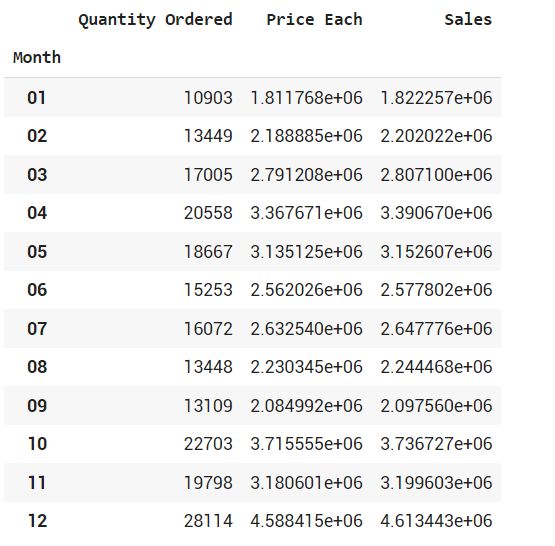 Quantity Ordered Price Each Sales
Month
01 10903 1.811768e+06 1.822257e+06
02 13449 2.188885e+06 2.202022e+06
03 17005 2.791208e+06 2.807100e+06
04 20558 3.367671e+06 3.390670e+06
05 18667 3.135125e+06 3.152607e+06
06 15253 2.562026e+06 2.577802e+06
07 16072 2.632540e+06 2.647776e+06
08 13448 2.230345e+06 2.244468e+06
09 13109 2.084992e+06 2.097560e+06
10 22703 3.715555e+06 3.736727e+06
11 19798 3.180601e+06 3.199603e+06
12 28114 4.588415e+06 4.613443e+06